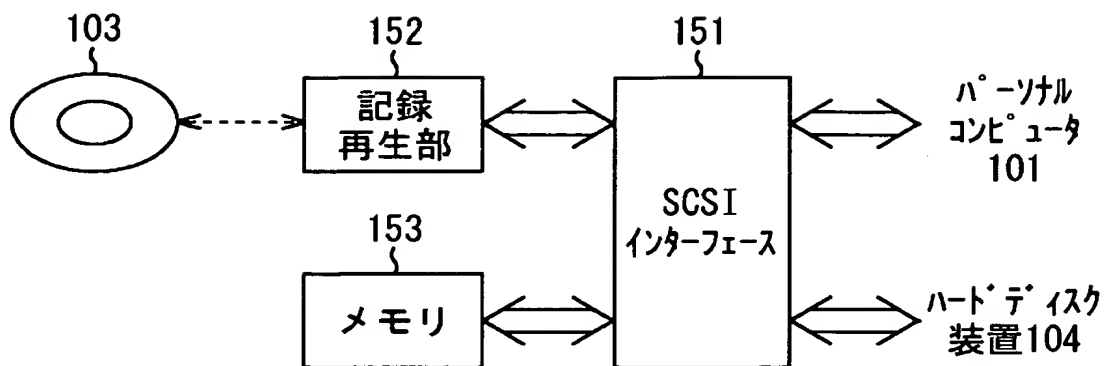 103
152
151
記録
再生部
パーソナル
コンピュータ
101
SCSI
インターフェース
153
メモリ
ハードディスク
装置104